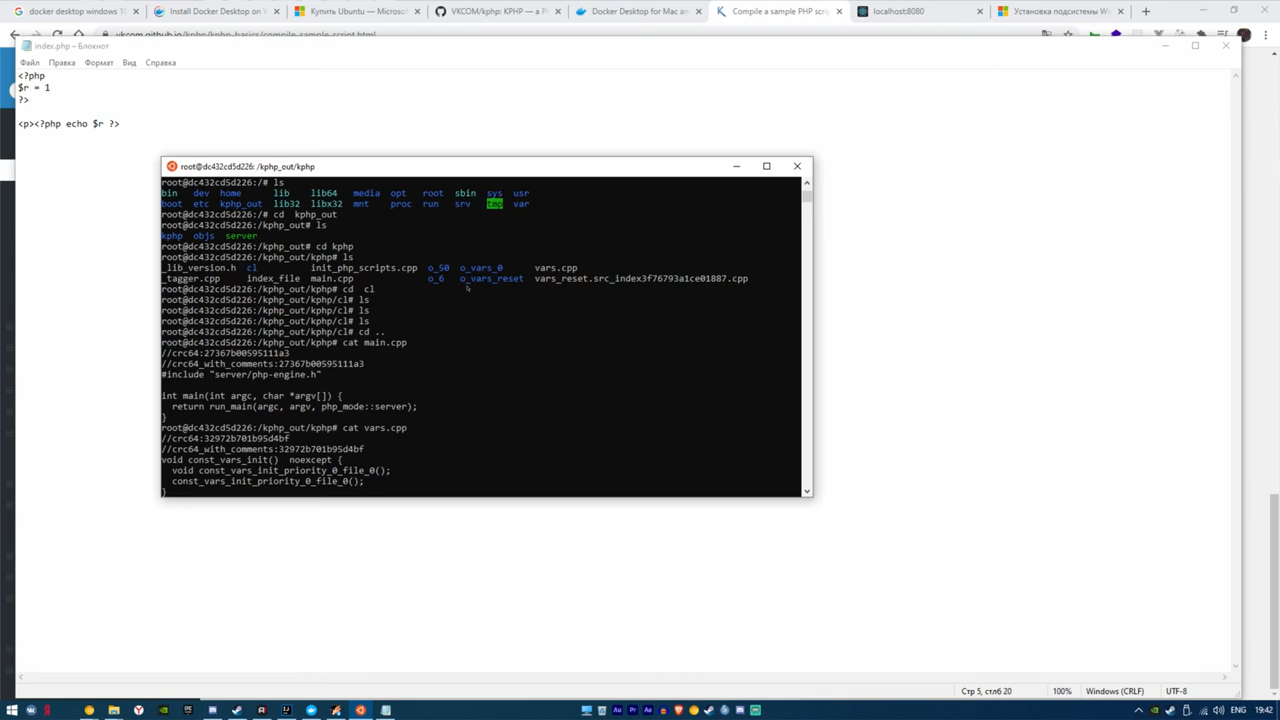 docker desktop windows 10
Install Docker Desktop on W
Купить Ubuntu — Microsoft
VKCOM/kphp: KPHP — a P
Docker Desktop for Mac an
Compile a sample PHP scri
localhost:8080
Установка подсистемы Wi
vkcom.github.io/kphp/kphp-basics/compile-sample-script.html
index.php – Блокнот
Файл Правка Формат Вид Справка
<?php
$r = 1
?>
<p><?php echo $r ?>
root@dc432cd5d226: /kphp_out/kphp
root@dc432cd5d226:/# ls
bin dev home lib lib64 media opt root sbin sys usr
boot etc kphp_out lib32 libx32 mnt proc run srv tmp var
root@dc432cd5d226:/# cd  kphp_out
root@dc432cd5d226:/kphp_out# ls
kphp objs server
root@dc432cd5d226:/kphp_out# cd kphp
root@dc432cd5d226:/kphp_out/kphp# ls
_lib_version.h cl init_php_scripts.cpp o_50 o_vars_0 vars.cpp
_tagger.cpp index_file main.cpp o_6 o_vars_reset vars_reset.src_index3f76793a1ce01887.cpp
root@dc432cd5d226:/kphp_out/kphp# cd  cl
root@dc432cd5d226:/kphp_out/kphp/cl# ls
root@dc432cd5d226:/kphp_out/kphp/cl# ls
root@dc432cd5d226:/kphp_out/kphp/cl# ls
root@dc432cd5d226:/kphp_out/kphp/cl# cd ..
root@dc432cd5d226:/kphp_out/kphp# cat main.cpp
//crc64:27367b00595111a3
//crc64_with_comments:27367b00595111a3
#include "server/php-engine.h"
int main(int argc, char *argv[]) {
  return run_main(argc, argv, php_mode::server);
}
root@dc432cd5d226:/kphp_out/kphp# cat vars.cpp
//crc64:32972b701b95d4bf
//crc64_with_comments:32972b701b95d4bf
void const_vars_init()  noexcept {
  void const_vars_init_priority_0_file_0();
  const_vars_init_priority_0_file_0();
}
Стр 5, стлб 20 100% Windows (CRLF) UTF-8
ENG 19:42